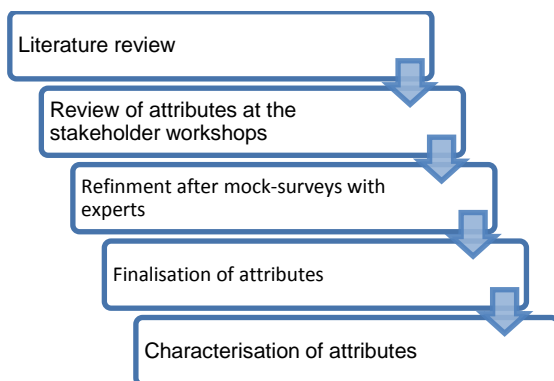 Literature review
Review of attributes at the
stakeholder workshops
Refinment after mock-surveys with
experts
Finalisation of attributes
Characterisation of attributes